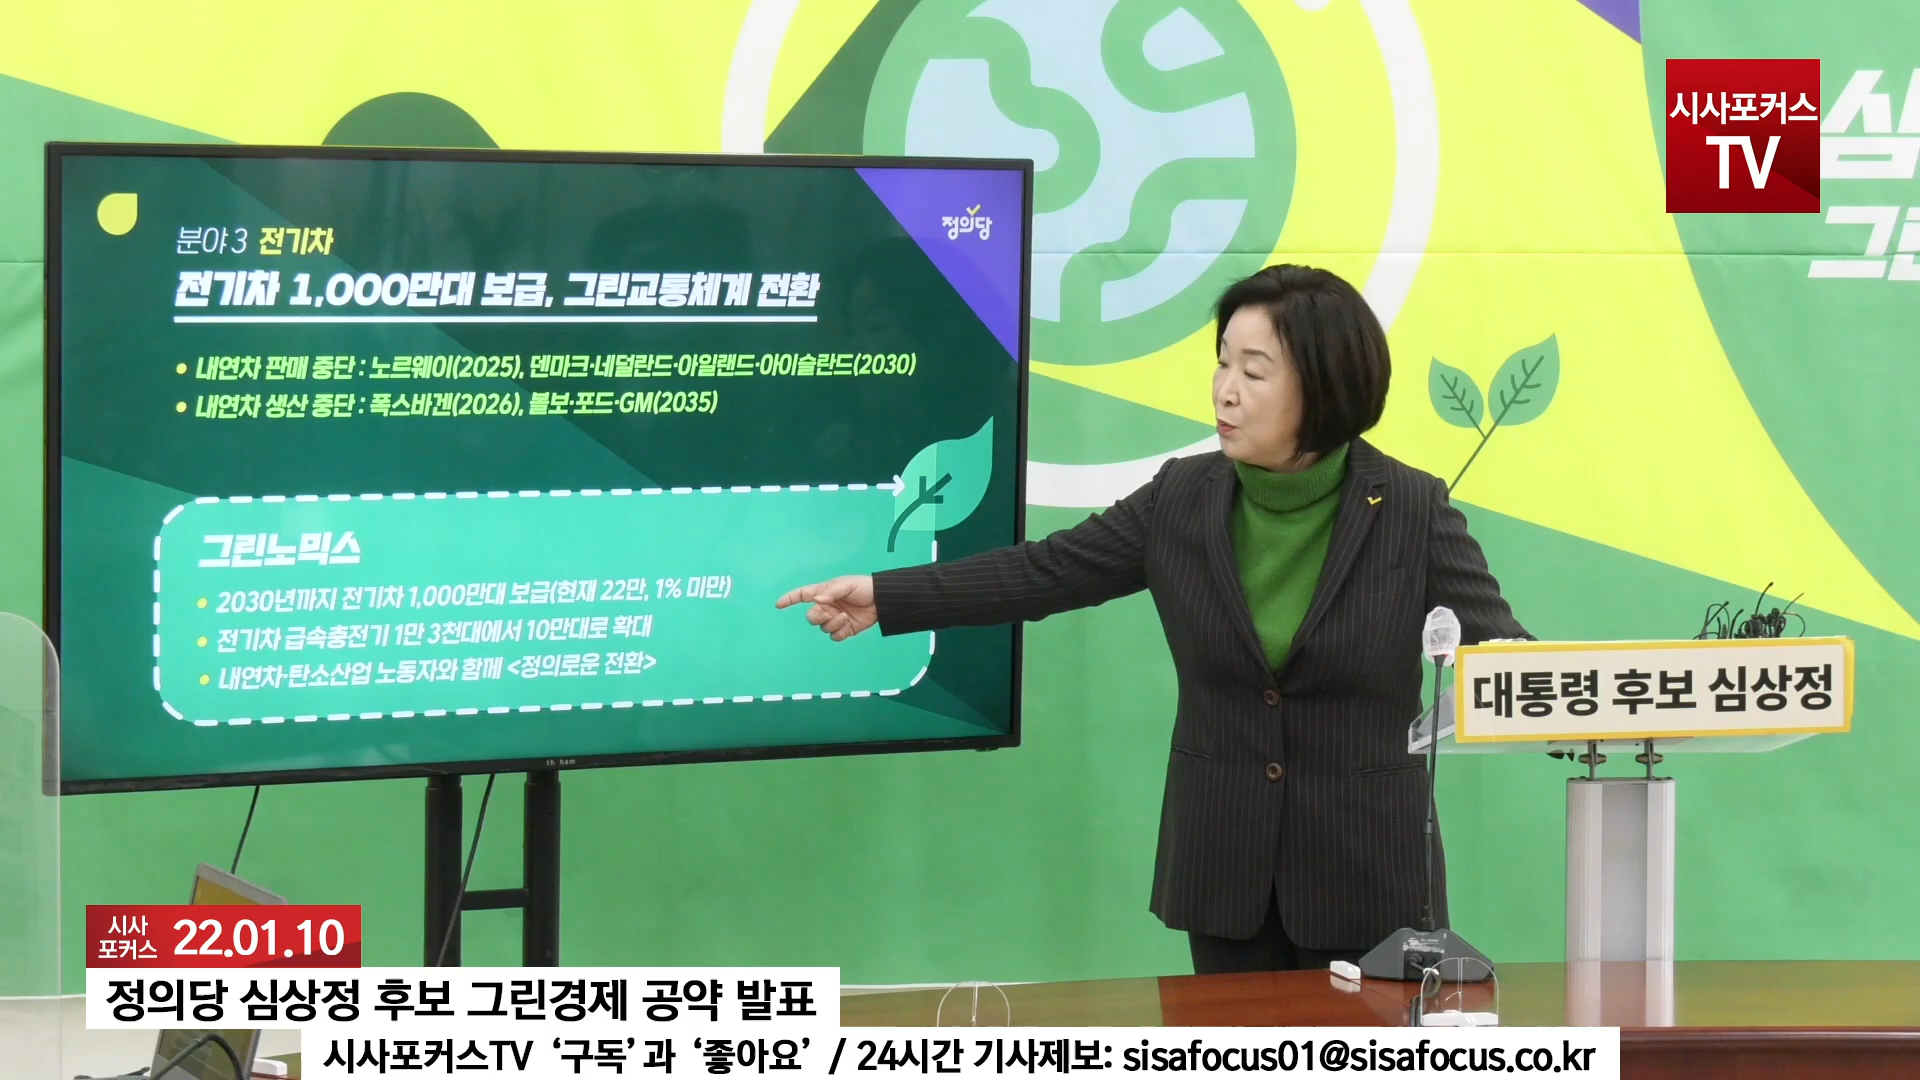 시사포커스
TV
심
그린
정의당
분야 3 전기차
전기차 1,000만대 보급, 그린교통체계 전환
• 내연차 판매 중단 : 노르웨이(2025), 덴마크·네덜란드·아일랜드·아이슬란드(2030)
• 내연차 생산 중단 : 폭스바겐(2026), 볼보·포드·GM(2035)
그린노믹스
• 2030년까지 전기차 1,000만대 보급(현재 22만, 1% 미만)
• 전기차 급속충전기 1만 3천대에서 10만대로 확대
• 내연차·탄소산업 노동자와 함께 <정의로운 전환>
대통령 후보 심상정
시사
포커스 22.01.10
정의당 심상정 후보 그린경제 공약 발표
시사포커스TV ‘구독’과 ‘좋아요’ / 24시간 기사제보: sisafocus01@sisafocus.co.kr